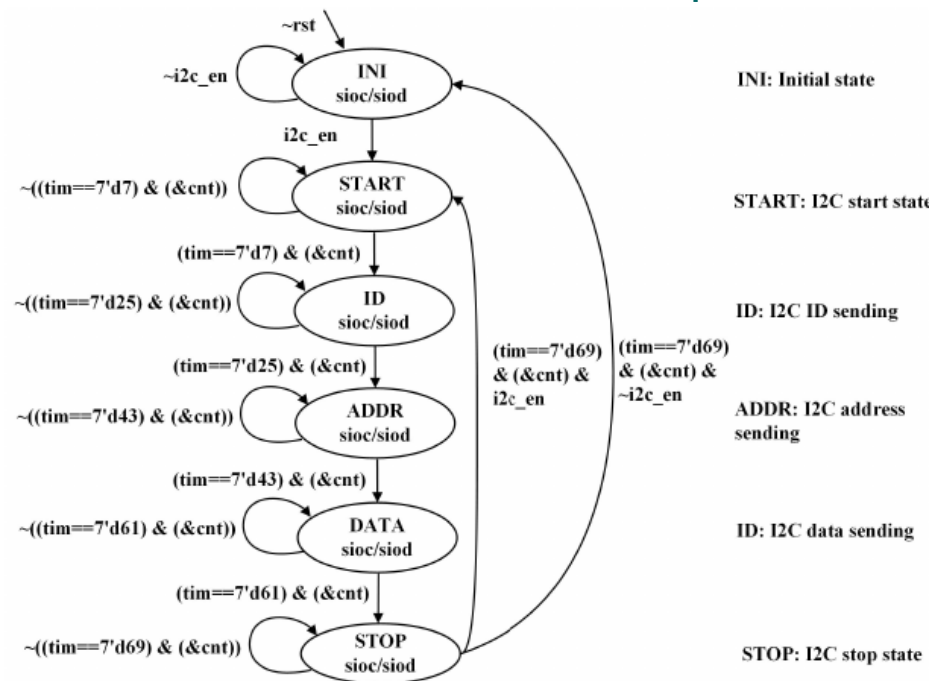 ~rst
INI
sioc/siod
~i2c_en
INI: Initial state
i2c_en
START
sioc/siod
~((tim==7'd7) & (&cnt))
START: I2C start state
(tim==7'd7) & (&cnt)
ID
sioc/siod
~((tim==7'd25) & (&cnt))
ID: I2C ID sending
(tim==7'd25) & (&cnt)
(tim==7'd69)
& (&cnt) &
i2c_en
(tim==7'd69)
& (&cnt) &
~i2c_en
ADDR
sioc/siod
~((tim==7'd43) & (&cnt))
ADDR: I2C address
sending
(tim==7'd43) & (&cnt)
DATA
sioc/siod
~((tim==7'd61) & (&cnt))
ID: I2C data sending
(tim==7'd61) & (&cnt)
STOP
sioc/siod
~((tim==7'd69) & (&cnt))
STOP: I2C stop state